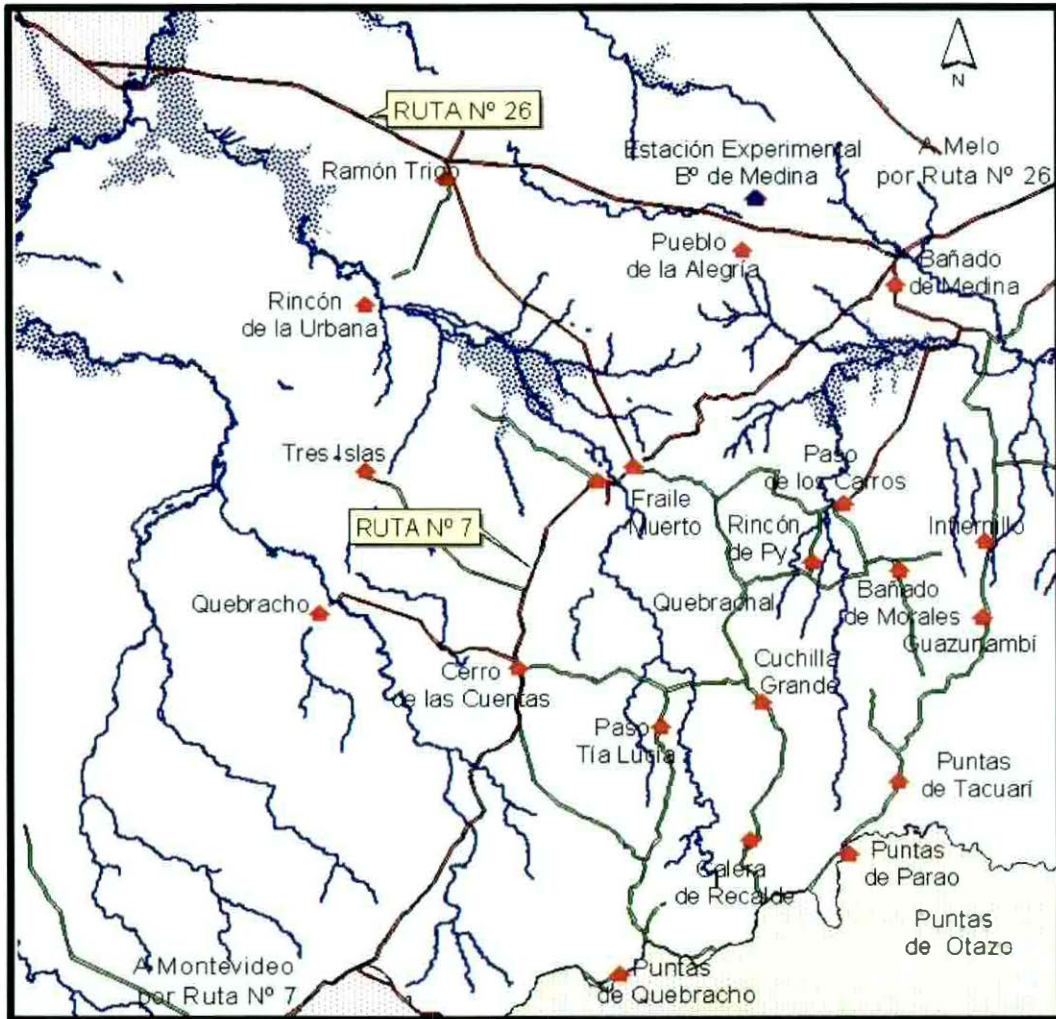 RUTA Nº 26
N
Ramón Trigo
Estación Experimental
Bº de Medina
A Melo
por Ruta Nº 26
Pueblo
de la Alegría
Bañado
de Medina
Rincón
de la Urbana
Tres Islas
RUTA Nº 7
Fraile
Muerto
Paso
de los Carros
Rincón
de Py
Infiernillo
Quebracho
Quebrachal
Bañado
de Morales
Guazunambí
Cerro
de las Cuentas
Cuchilla
Grande
Paso
Tía Lucía
Puntas
de Tacuarí
Calera
de Recalde
Puntas
de Parao
Puntas
de Otazo
A Montevideo
por Ruta Nº 7
Puntas
de Quebracho